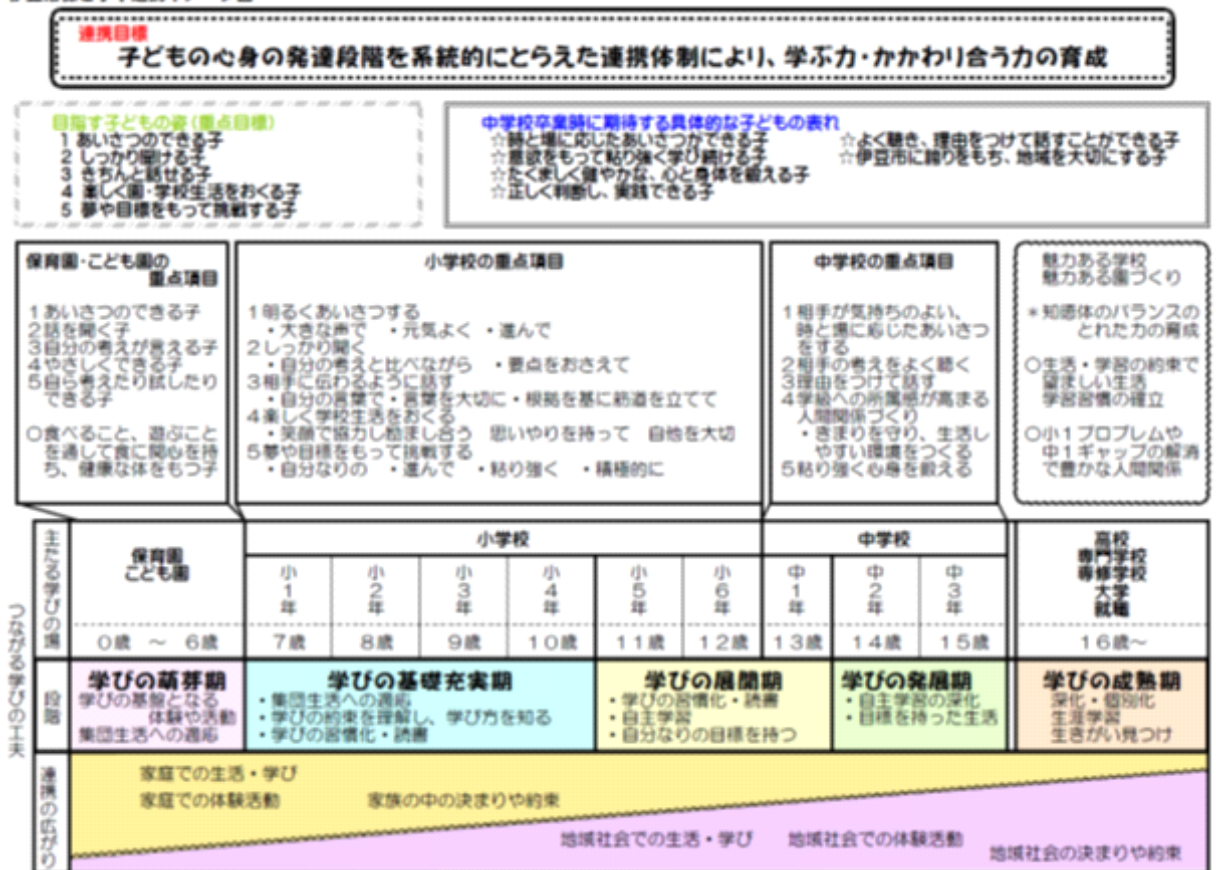 連携目標
子どもの心身の発達段階を系統的にとらえた連携体制により、学ぶ力・かかわり合う力の育成
目指す子どもの姿(重点目標)
1 あいさつのできる子
2 しっかり聞ける子
3 きちんと話せる子
4 楽しく園・学校生活をおくる子
5 夢や目標をもって挑戦する子
中学校卒業時に期待する具体的な子どもの表れ
☆時と場に応じたあいさつができる子
☆意欲をもって粘り強く学び続ける子
☆たくましく健やかな、心と身体を鍛える子
☆正しく判断し、実践できる子
☆よく聴き、理由をつけて話すことができる子
☆伊豆市に誇りをもち、地域を大切にする子
保育園・こども園の
重点項目
1あいさつのできる子
2話を聞く子
3自分の考えが言える子
4やさしくできる子
5自ら考えたり試したり
できる子
○食べること、遊ぶこと
を通して食に関心を持
ち、健康な体をもつ子
小学校の重点項目
1明るくあいさつする
・大きな声で ・元気よく ・進んで
2しっかり聞く
・自分の考えと比べながら ・要点をおさえて
3相手に伝わるように話す
・自分の言葉で・言葉を大切に・根拠を基に筋道を立てて
4楽しく学校生活をおくる
・笑顔で協力し励まし合う 思いやりを持って 自他を大切
5夢や目標をもって挑戦する
・自分なりの ・進んで ・粘り強く ・積極的に
中学校の重点項目
1相手が気持ちのよい、
時と場に応じたあいさつ
をする
2相手の考えをよく聴く
3理由をつけて話す
4学級への所属感が高まる
人間関係づくり
・きまりを守り、生活し
やすい環境をつくる
5粘り強く心身を鍛える
魅力ある学校
魅力ある園づくり
*知徳体のバランスの
とれた力の育成
○生活・学習の約束で
望ましい生活
学習習慣の確立
○小1プロブレムや
中1ギャップの解消
で豊かな人間関係
つながる学びの工夫
主たる学びの場
保育園
こども園
小学校
中学校
高校
専門学校
専修学校
大学
就職
小1年
小2年
小3年
小4年
小5年
小6年
中1年
中2年
中3年
0歳 ~ 6歳
7歳
8歳
9歳
10歳
11歳
12歳
13歳
14歳
15歳
16歳~
段階
学びの萌芽期
学びの基盤となる
体験や活動
集団生活への適応
学びの基礎充実期
・集団生活への適応
・学びの約束を理解し、学び方を知る
・学びの習慣化・読書
学びの展開期
・学びの習慣化・読書
・自主学習
・自分なりの目標を持つ
学びの発展期
・自主学習の深化
・目標を持った生活
学びの成熟期
深化・個別化
生涯学習
生きがい見つけ
連携の広がり
家庭での生活・学び
家庭での体験活動
家族の中の決まりや約束
地域社会での生活・学び
地域社会での体験活動
地域社会の決まりや約束